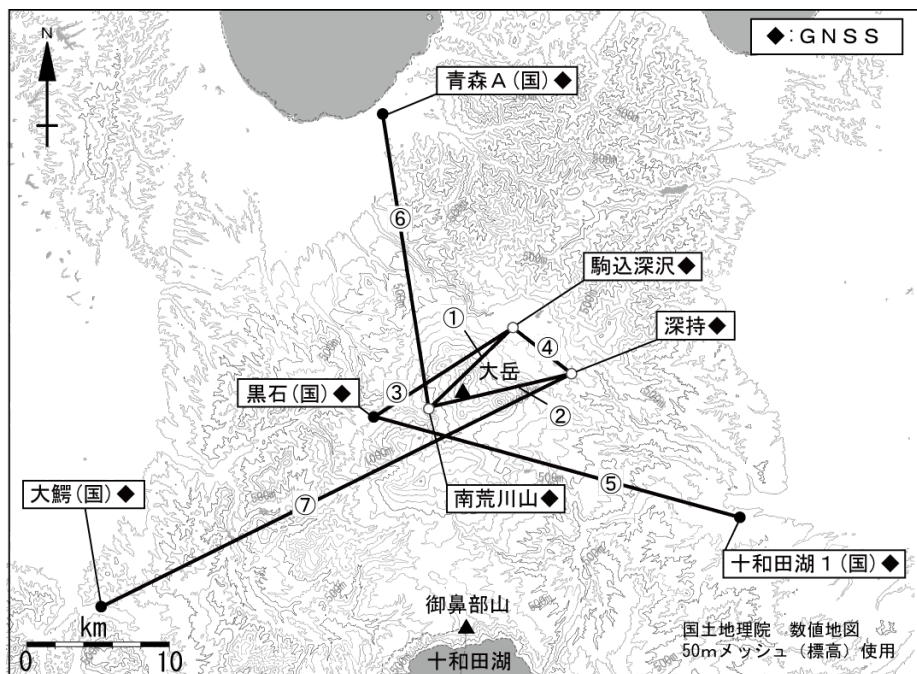 N
◆:GNSS
青森A(国)◆
500m
⑥
500m
駒込深沢◆
①
深持◆
④
大岳
黒石(国)◆
③
②
1000m
大鰐(国)◆
⑦
南荒川山◆
⑤
十和田湖1(国)◆
御鼻部山
km
0 10
十和田湖
国土地理院 数値地図
50mメッシュ(標高)使用